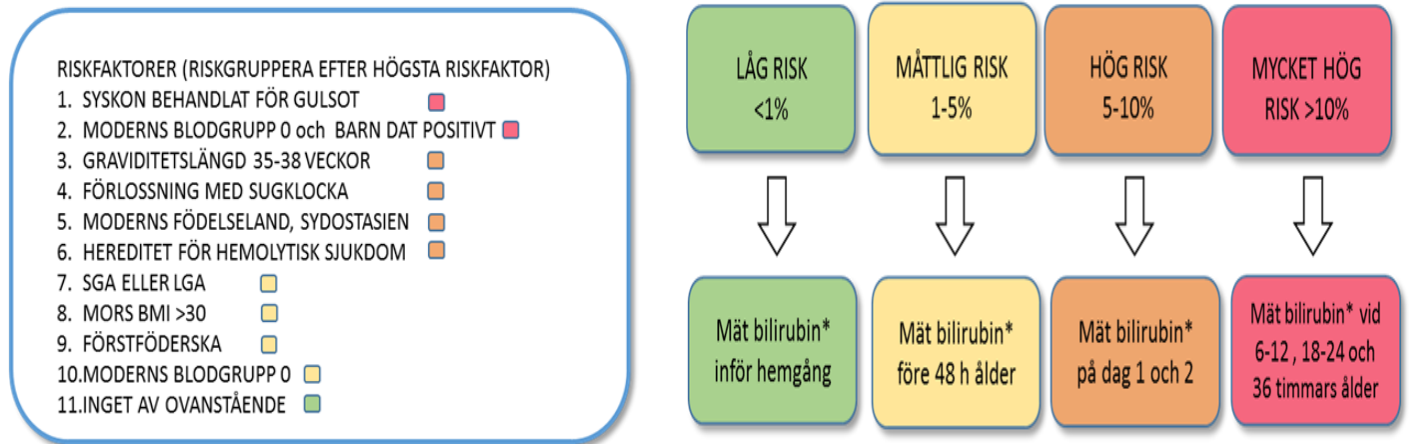 RISKFAKTORER (RISKGRUPPERA EFTER HÖGSTA RISKFAKTOR)
1. SYSKON BEHANDLAT FÖR GULSOT
2. MODERNS BLODGRUPP 0 och BARN DAT POSITIVT
3. GRAVIDITETSLÄNGD 35-38 VECKOR
4. FÖRLOSSNING MED SUGKLOCKA
5. MODERNS FÖDELSELAND, SYDOSTASIEN
6. HEREDITET FÖR HEMOLYTISK SJUKDOM
7. SGA ELLER LGA
8. MORS BMI >30
9. FÖRSTFÖDERSKA
10.MODERNS BLODGRUPP 0
11.INGET AV OVANSTÅENDE
LÅG RISK
<1%
MÅTTLIG RISK
1-5%
HÖG RISK
5-10%
MYCKET HÖG
RISK >10%
Mät bilirubin*
inför hemgång
Mät bilirubin*
före 48 h ålder
Mät bilirubin*
på dag 1 och 2
Mät bilirubin* vid
6-12 , 18-24 och
36 timmars ålder